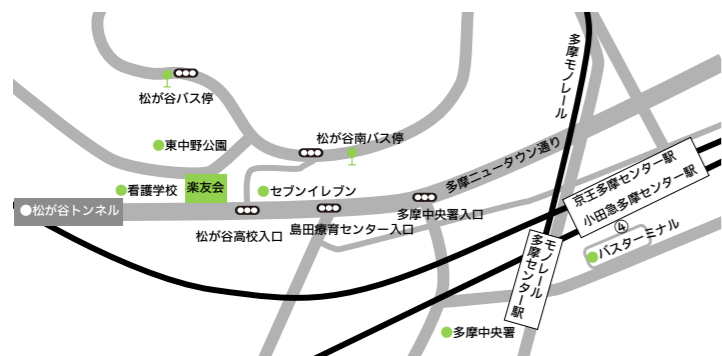 松が谷バス停
東中野公園
松が谷南バス停
多摩モノレール
多摩ニュータウン通り
看護学校
楽友会
セブンイレブン
松が谷トンネル
松が谷高校入口
島田療育センター入口
多摩中央署入口
京王多摩センター駅
小田急多摩センター駅
④
バスターミナル
モノレール
多摩センター駅
多摩中央署